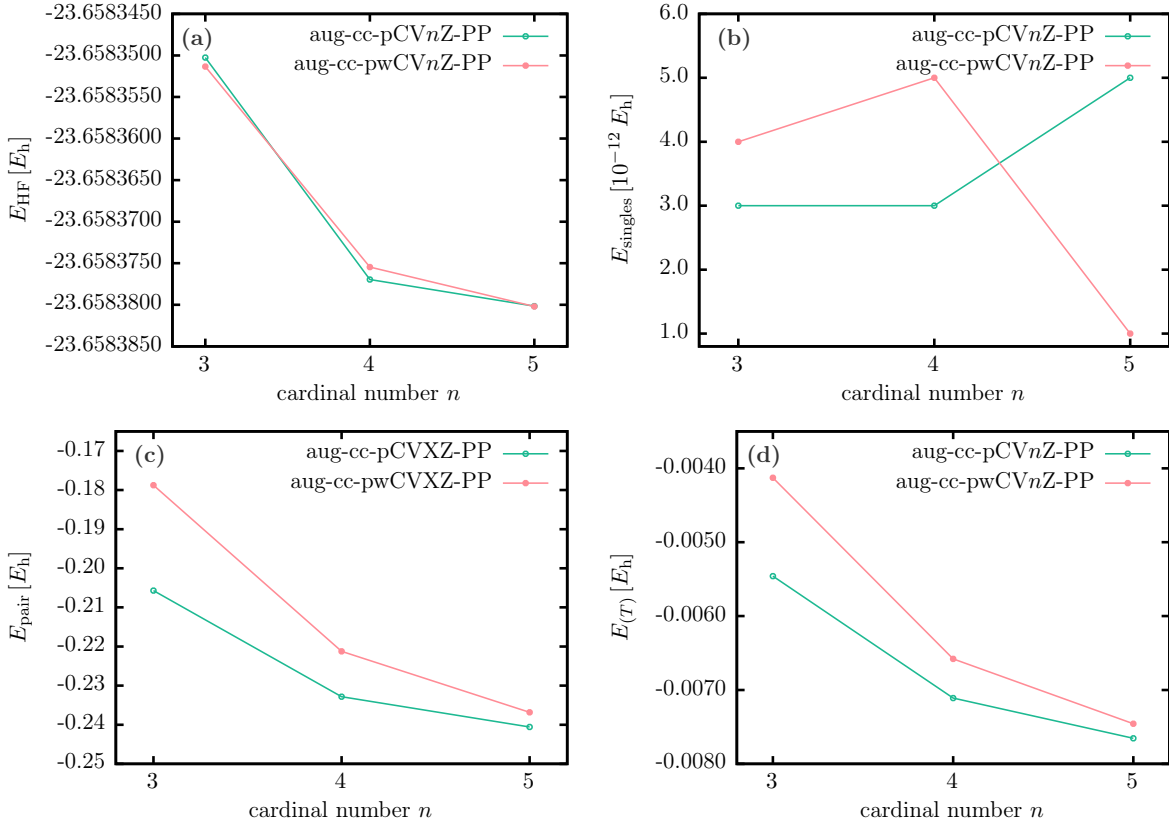 (a)
aug-cc-pCVnZ-PP
aug-cc-pwCVnZ-PP
-23.6583450
-23.6583500
-23.6583550
-23.6583600
-23.6583650
-23.6583700
-23.6583750
-23.6583800
-23.6583850
E_HF [E_h]
3 4 5
cardinal number n
(b)
aug-cc-pCVnZ-PP
aug-cc-pwCVnZ-PP
6.0
5.0
4.0
3.0
2.0
1.0
E_singles [10^−12 E_h]
3 4 5
cardinal number n
(c)
aug-cc-pCVXZ-PP
aug-cc-pwCVXZ-PP
-0.17
-0.18
-0.19
-0.20
-0.21
-0.22
-0.23
-0.24
-0.25
E_pair [E_h]
3 4 5
cardinal number n
(d)
aug-cc-pCVnZ-PP
aug-cc-pwCVnZ-PP
-0.0040
-0.0050
-0.0060
-0.0070
-0.0080
E_(T) [E_h]
3 4 5
cardinal number n